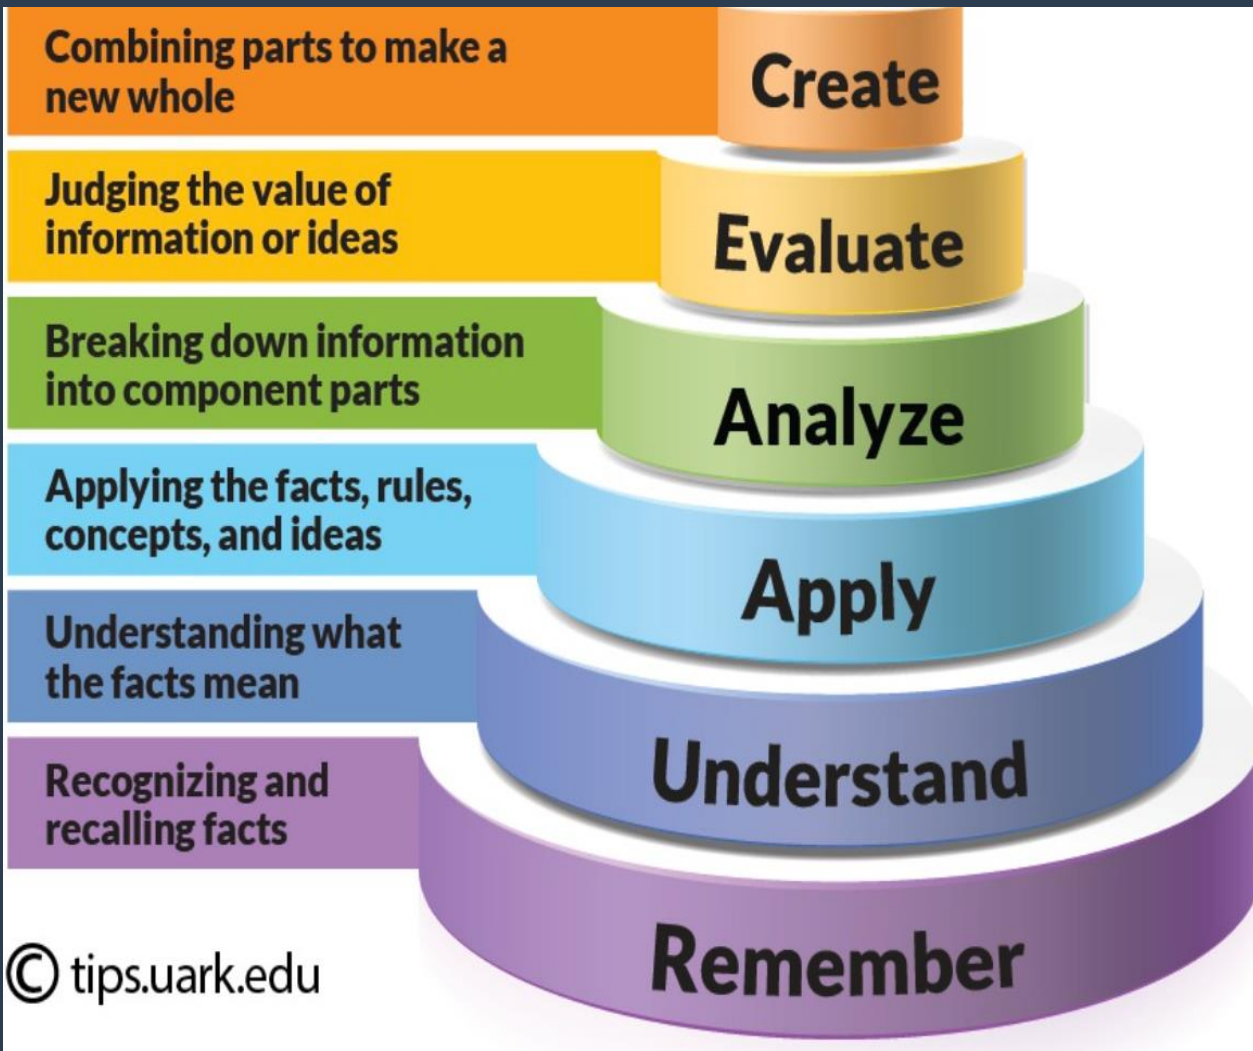 Combining parts to make a
new whole
Create
Judging the value of
information or ideas
Evaluate
Breaking down information
into component parts
Analyze
Applying the facts, rules,
concepts, and ideas
Apply
Understanding what
the facts mean
Understand
Recognizing and
recalling facts
Remember
© tips.uark.edu